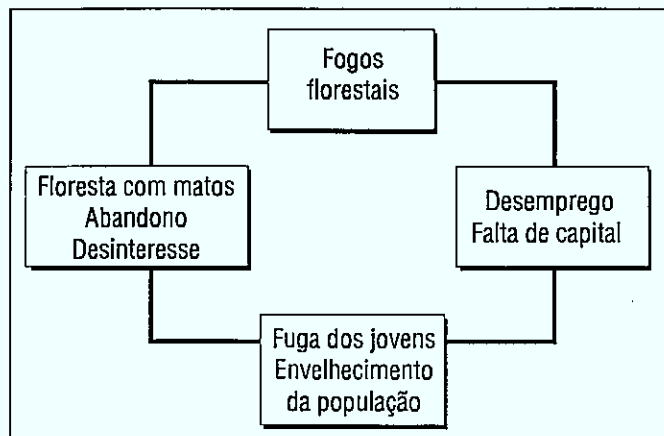 Fogos
florestais
Floresta com matos
Abandono
Desinteresse
Desemprego
Falta de capital
Fuga dos jovens
Envelhecimento
da população